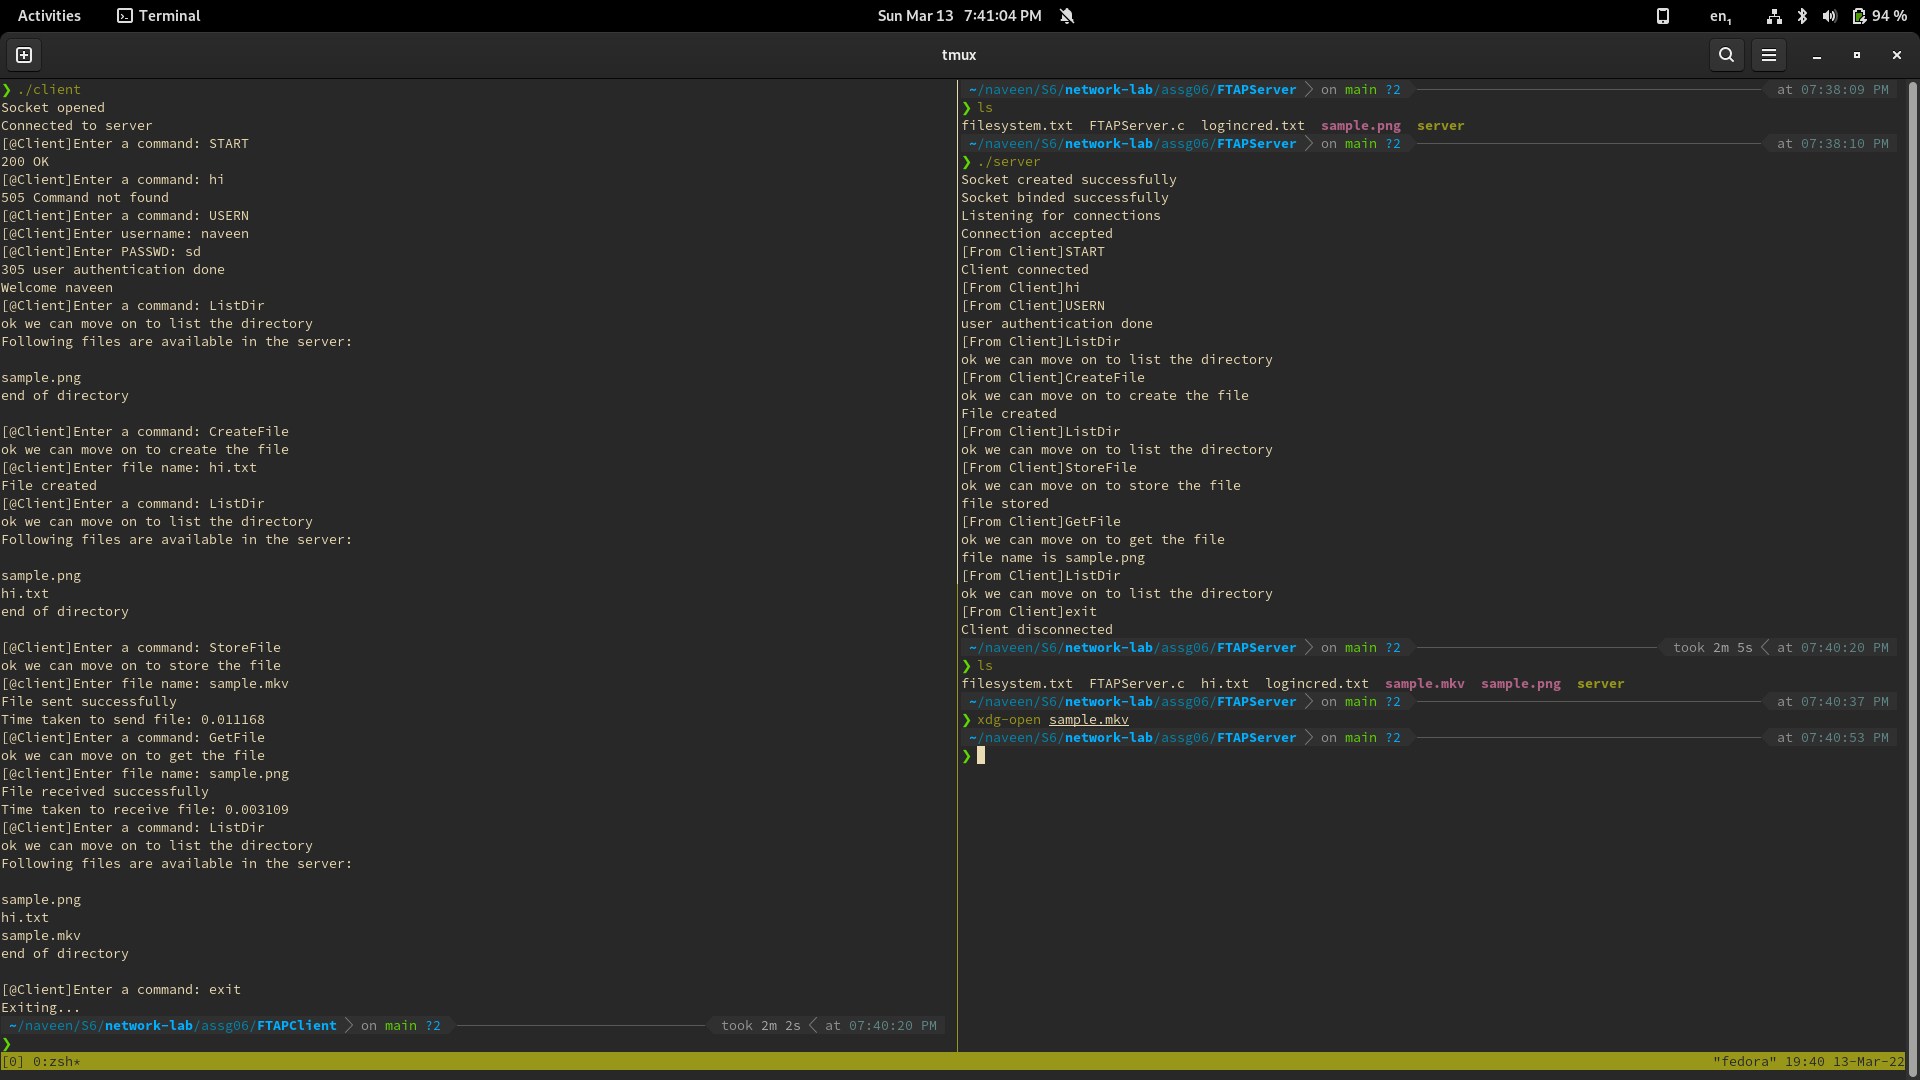 Activities
Terminal
Sun Mar 13 7:41:04 PM
en1
94 %
tmux
❯ ./client
Socket opened
Connected to server
[@Client]Enter a command: START
200 OK
[@Client]Enter a command: hi
505 Command not found
[@Client]Enter a command: USERN
[@Client]Enter username: naveen
[@Client]Enter PASSWD: sd
305 user authentication done
Welcome naveen
[@Client]Enter a command: ListDir
ok we can move on to list the directory
Following files are available in the server:
sample.png
end of directory
[@Client]Enter a command: CreateFile
ok we can move on to create the file
[@client]Enter file name: hi.txt
File created
[@Client]Enter a command: ListDir
ok we can move on to list the directory
Following files are available in the server:
sample.png
hi.txt
end of directory
[@Client]Enter a command: StoreFile
ok we can move on to store the file
[@client]Enter file name: sample.mkv
File sent successfully
Time taken to send file: 0.011168
[@Client]Enter a command: GetFile
ok we can move on to get the file
[@client]Enter file name: sample.png
File received successfully
Time taken to receive file: 0.003109
[@Client]Enter a command: ListDir
ok we can move on to list the directory
Following files are available in the server:
sample.png
hi.txt
sample.mkv
end of directory
[@Client]Enter a command: exit
Exiting...
~/naveen/S6/network-lab/assg06/FTAPClient on main ?2 took 2m 2s at 07:40:20 PM
❯
~/naveen/S6/network-lab/assg06/FTAPServer on main ?2 at 07:38:09 PM
❯ ls
filesystem.txt FTAPServer.c logincred.txt sample.png server
~/naveen/S6/network-lab/assg06/FTAPServer on main ?2 at 07:38:10 PM
❯ ./server
Socket created successfully
Socket binded successfully
Listening for connections
Connection accepted
[From Client]START
Client connected
[From Client]hi
[From Client]USERN
user authentication done
[From Client]ListDir
ok we can move on to list the directory
[From Client]CreateFile
ok we can move on to create the file
File created
[From Client]ListDir
ok we can move on to list the directory
[From Client]StoreFile
ok we can move on to store the file
file stored
[From Client]GetFile
ok we can move on to get the file
file name is sample.png
[From Client]ListDir
ok we can move on to list the directory
[From Client]exit
Client disconnected
~/naveen/S6/network-lab/assg06/FTAPServer on main ?2 took 2m 5s at 07:40:20 PM
❯ ls
filesystem.txt FTAPServer.c hi.txt logincred.txt sample.mkv sample.png server
~/naveen/S6/network-lab/assg06/FTAPServer on main ?2 at 07:40:37 PM
❯ xdg-open sample.mkv
~/naveen/S6/network-lab/assg06/FTAPServer on main ?2 at 07:40:53 PM
❯
[0] 0:zsh*
"fedora" 19:40 13-Mar-22